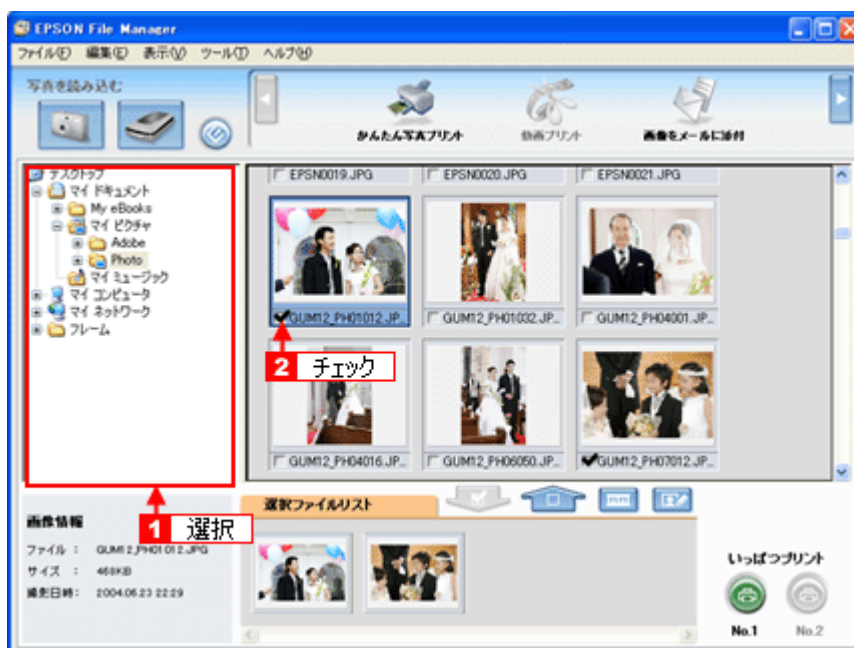 EPSON File Manager
ファイル(F) 編集(E) 表示(V) ツール(T) ヘルプ(H)
写真を読み込む
かんたん写真プリント
動画プリント
画像をメールに添付
デスクトップ
マイ ドキュメント
My eBooks
マイ ピクチャ
Adobe
Photo
マイ ミュージック
マイ コンピュータ
マイ ネットワーク
フレーム
EPSN0019.JPG
EPSN0020.JPG
EPSN0021.JPG
GUM12_PH01012.JP...
GUM12_PH01032.JP...
GUM12_PH04001.JP...
2 チェック
GUM12_PH04016.JP...
GUM12_PH06050.JP...
GUM12_PH07012.JP...
1 選択
画像情報
ファイル : GUM12_PH01012.JPG
サイズ : 468KB
撮影日時: 2004.06.23 22:29
選択ファイルリスト
いっぱつプリント
No.1
No.2